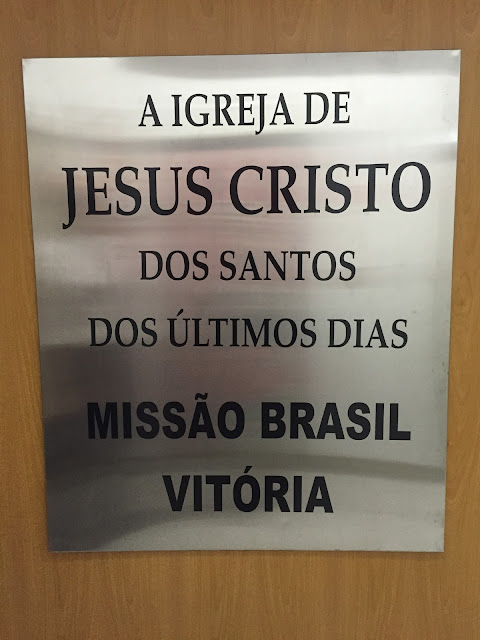 A IGREJA DE
JESUS CRISTO
DOS SANTOS
DOS ÚLTIMOS DIAS
MISSÃO BRASIL
VITÓRIA